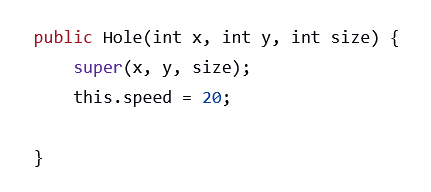 public Hole(int x, int y, int size) {
    super(x, y, size);
    this.speed = 20;

}